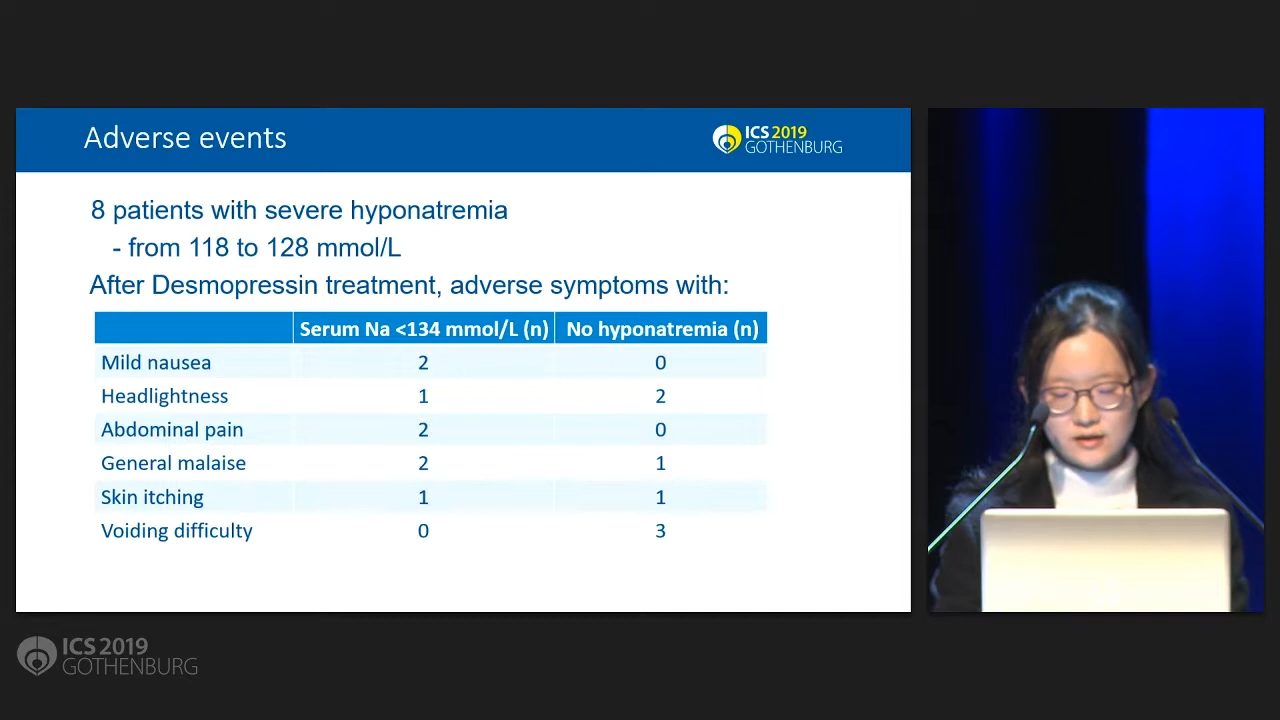 Adverse events
ICS 2019
GOTHENBURG
8 patients with severe hyponatremia
- from 118 to 128 mmol/L
After Desmopressin treatment, adverse symptoms with:
Serum Na <134 mmol/L (n) No hyponatremia (n)
Mild nausea 2 0
Headlightness 1 2
Abdominal pain 2 0
General malaise 2 1
Skin itching 1 1
Voiding difficulty 0 3
ICS 2019
GOTHENBURG